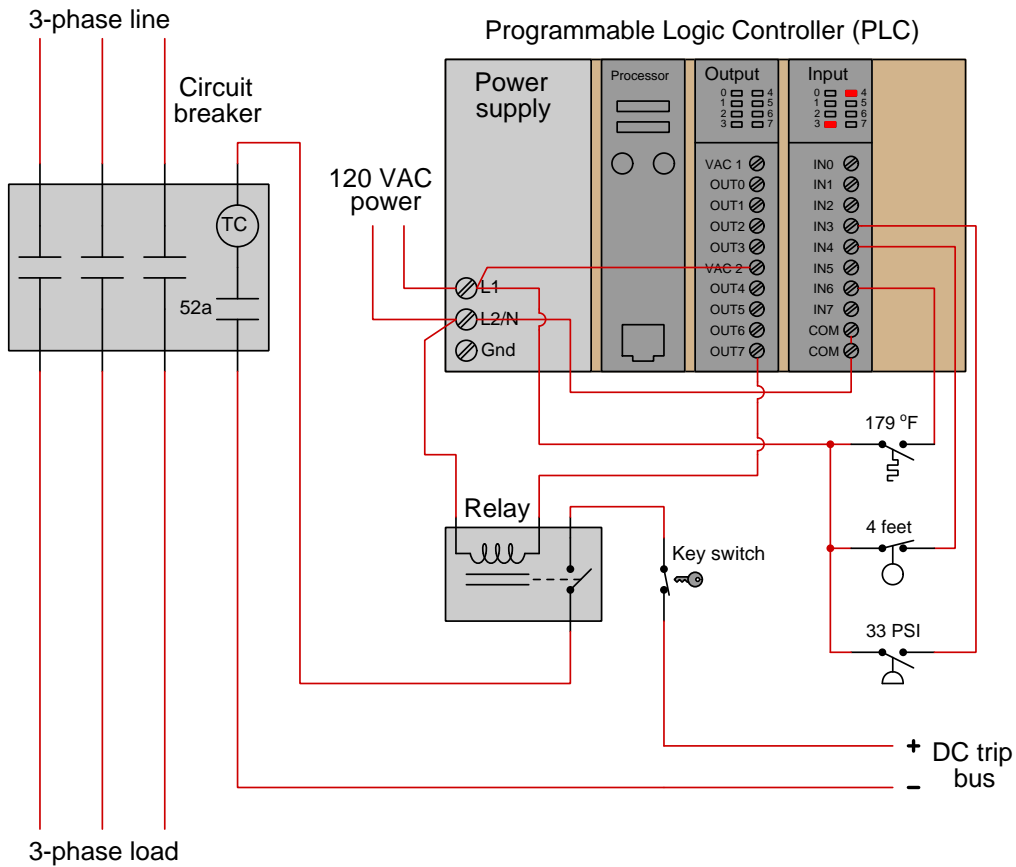 3-phase line
Programmable Logic Controller (PLC)
Circuit
breaker
120 VAC
power
TC
52a
Power
supply
L1
L2/N
Gnd
Processor
Output
0 4
1 5
2 6
3 7
VAC 1
OUT0
OUT1
OUT2
OUT3
VAC 2
OUT4
OUT5
OUT6
OUT7
Input
0 4
1 5
2 6
3 7
IN0
IN1
IN2
IN3
IN4
IN5
IN6
IN7
COM
COM
179 °F
4 feet
33 PSI
Relay
Key switch
+
DC trip
bus
-
3-phase load